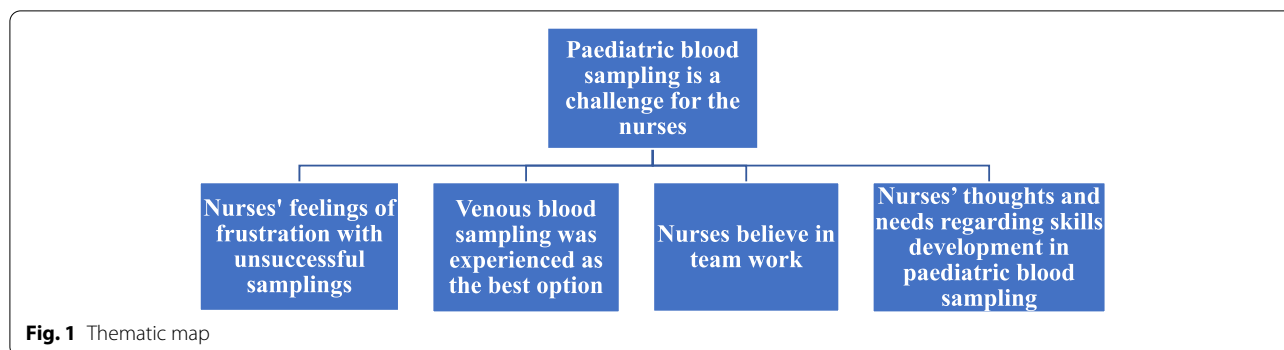 Paediatric blood
sampling is a
challenge for the
nurses
Nurses' feelings of
frustration with
unsuccessful
samplings
Venous blood
sampling was
experienced as
the best option
Nurses believe in
team work
Nurses’ thoughts and
needs regarding skills
development in
paediatric blood
sampling
Fig. 1 Thematic map